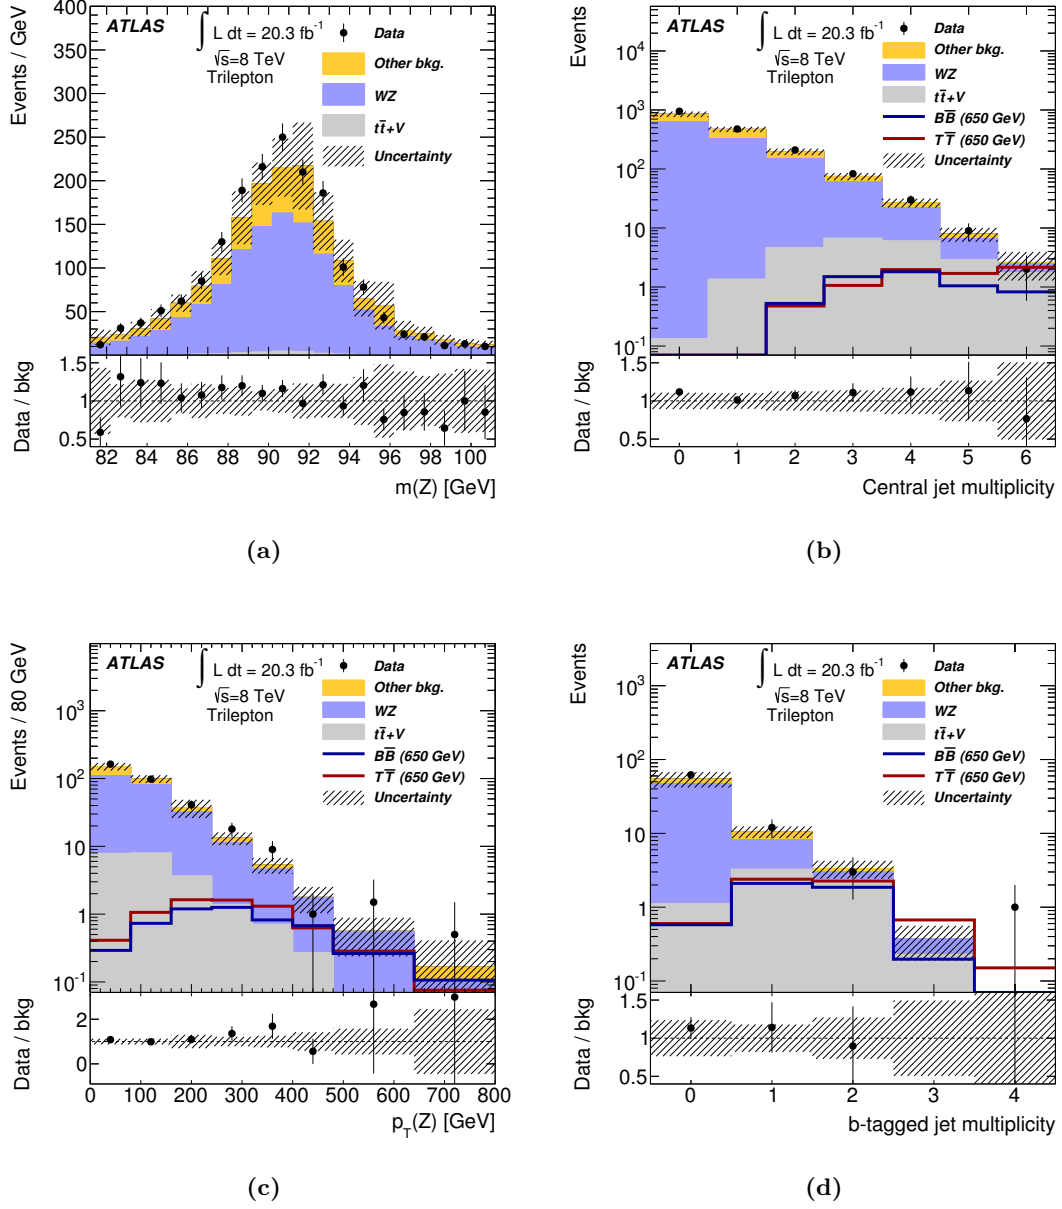 Events / GeV
400
350
300
250
200
150
100
50
ATLAS
∫ L dt = 20.3 fb⁻¹
√s=8 TeV
Trilepton
Data
Other bkg.
WZ
tt̅+V
Uncertainty
Data / bkg
1.5
1
0.5
82 84 86 88 90 92 94 96 98 100
m(Z) [GeV]
(a)
Events
10⁴
10³
10²
10
1
10⁻¹
ATLAS
∫ L dt = 20.3 fb⁻¹
√s=8 TeV
Trilepton
Data
Other bkg.
WZ
tt̅+V
BB̅ (650 GeV)
TT̅ (650 GeV)
Uncertainty
Data / bkg
1.5
1
0.5
0 1 2 3 4 5 6
Central jet multiplicity
(b)
Events / 80 GeV
10³
10²
10
1
10⁻¹
ATLAS
∫ L dt = 20.3 fb⁻¹
√s=8 TeV
Trilepton
Data
Other bkg.
WZ
tt̅+V
BB̅ (650 GeV)
TT̅ (650 GeV)
Uncertainty
Data / bkg
2
0
0 100 200 300 400 500 600 700 800
p_T(Z) [GeV]
(c)
Events
10³
10²
10
1
10⁻¹
ATLAS
∫ L dt = 20.3 fb⁻¹
√s=8 TeV
Trilepton
Data
Other bkg.
WZ
tt̅+V
BB̅ (650 GeV)
TT̅ (650 GeV)
Uncertainty
Data / bkg
1.5
1
0.5
0 1 2 3 4
b-tagged jet multiplicity
(d)